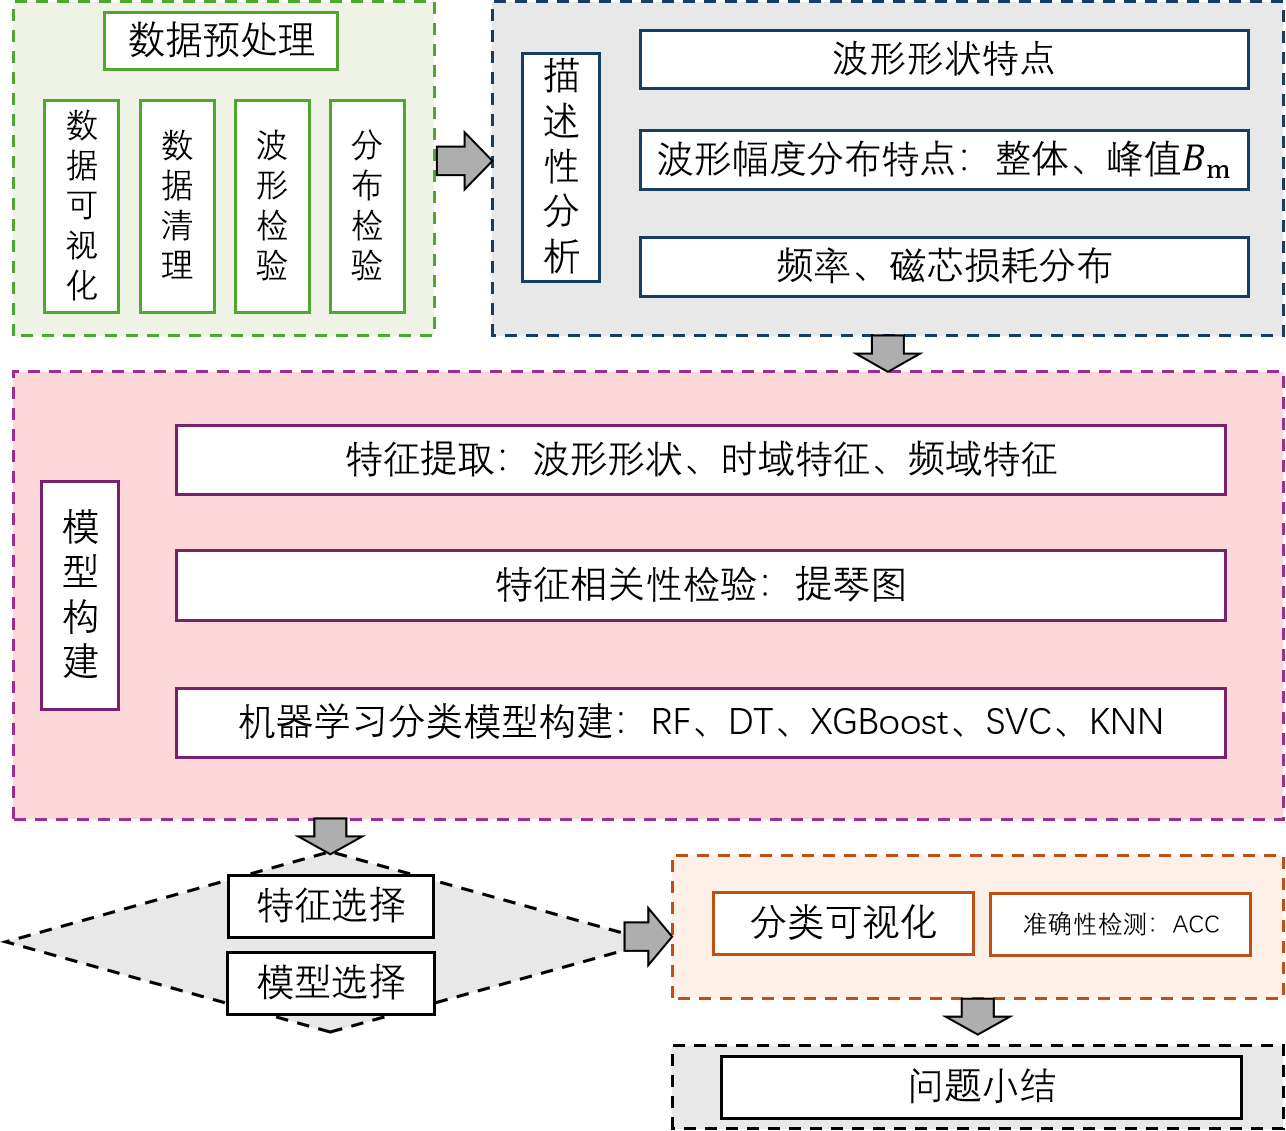 数据预处理
数据可视化
数据清理
波形检验
分布检验
描述性分析
波形形状特点
波形幅度分布特点：整体、峰值Bm
频率、磁芯损耗分布
模型构建
特征提取：波形形状、时域特征、频域特征
特征相关性检验：提琴图
机器学习分类模型构建：RF、DT、XGBoost、SVC、KNN
特征选择
模型选择
分类可视化
准确性检测：ACC
问题小结